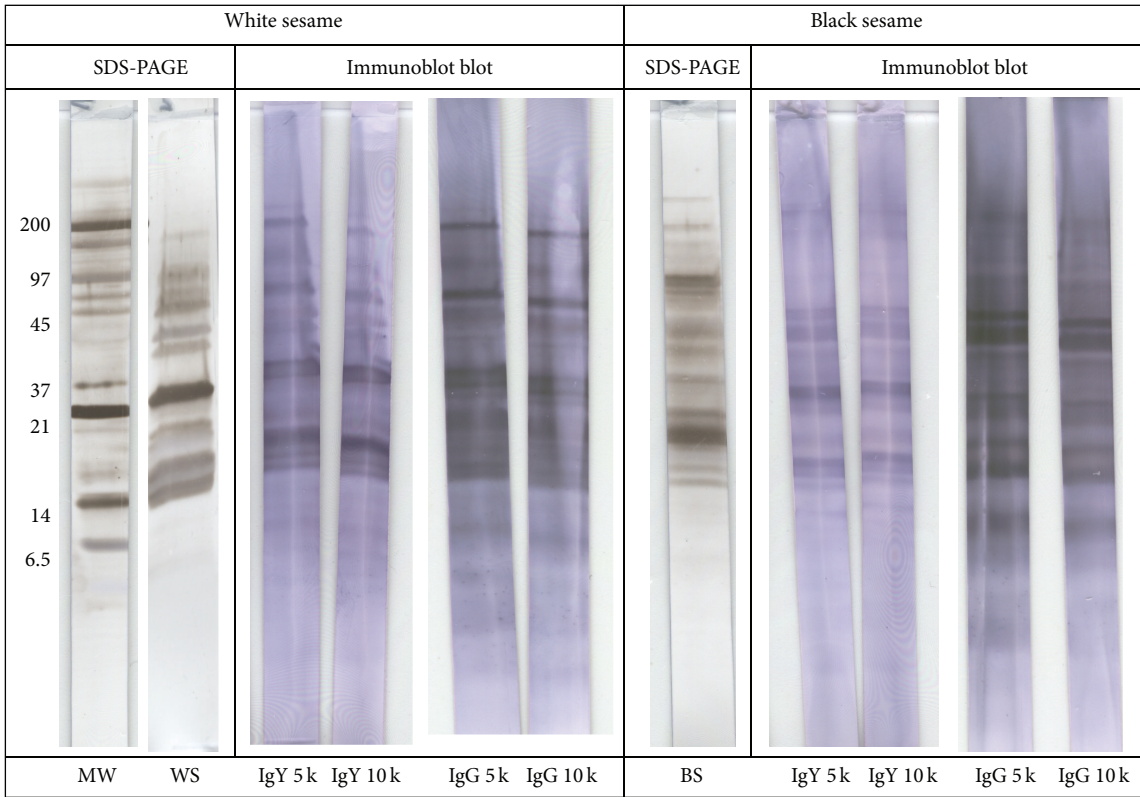 White sesame Black sesame
SDS-PAGE Immunoblot blot SDS-PAGE Immunoblot blot
200
97
45
37
21
14
6.5
MW WS IgY 5 k IgY 10 k IgG 5 k IgG 10 k BS IgY 5 k IgY 10 k IgG 5 k IgG 10 k